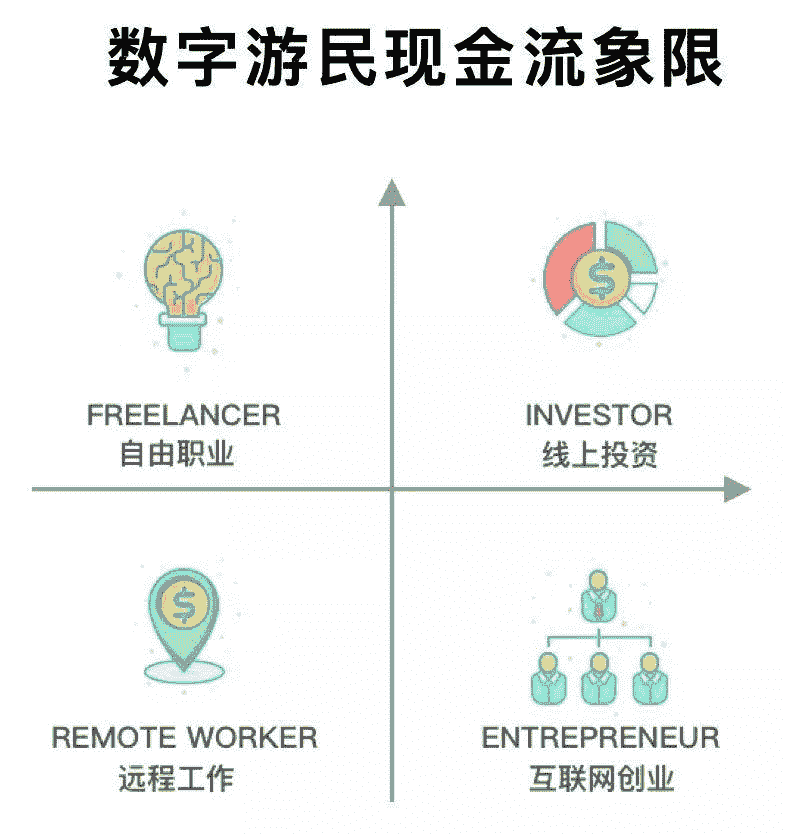 数字游民现金流象限
FREELANCER
自由职业
INVESTOR
线上投资
REMOTE WORKER
远程工作
ENTREPRENEUR
互联网创业